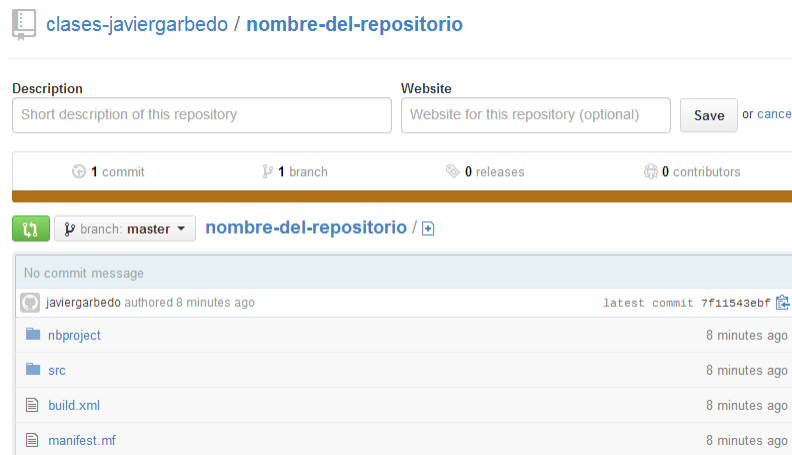 clases-javiergarbedo / nombre-del-repositorio
Description
Website
Short description of this repository
Website for this repository (optional)
Save or cance
1 commit
1 branch
0 releases
0 contributors
branch: master
nombre-del-repositorio /
No commit message
javiergarbedo authored 8 minutes ago
latest commit 7f11543ebf
nbproject 8 minutes ago
src 8 minutes ago
build.xml 8 minutes ago
manifest.mf 8 minutes ago